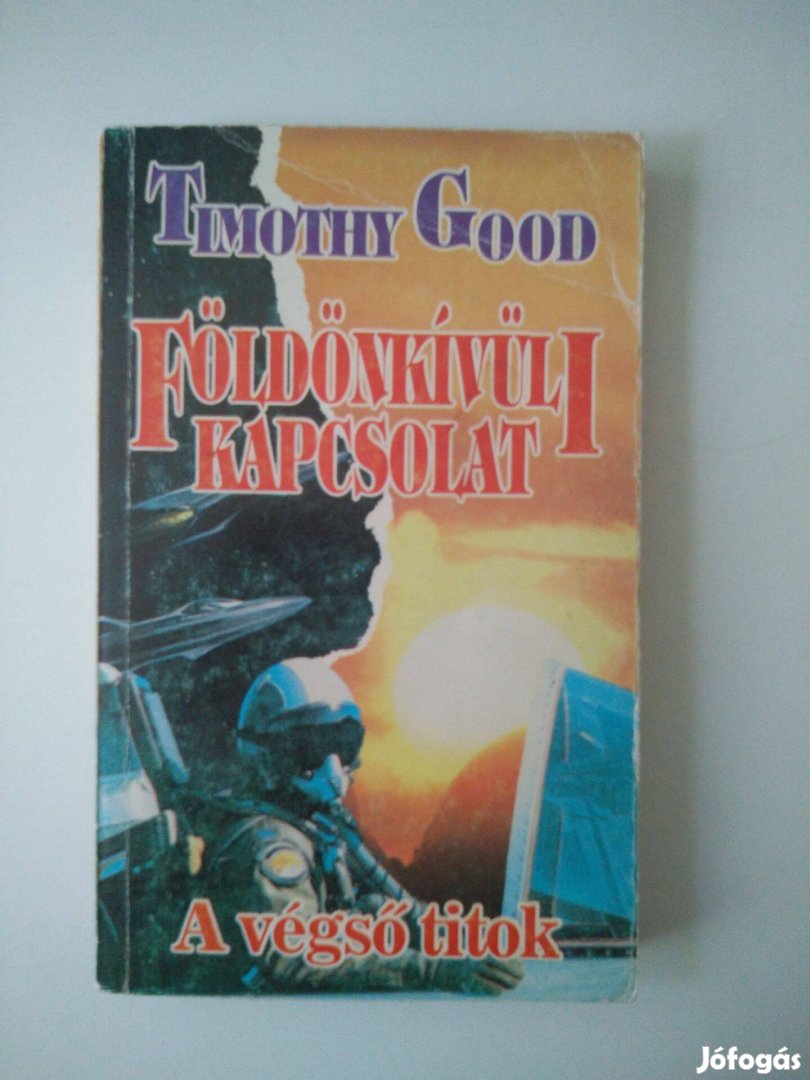 TIMOTHY GOOD
FÖLDÖNKÍVÜLI
KAPCSOLAT
A végső titok
Jófogás